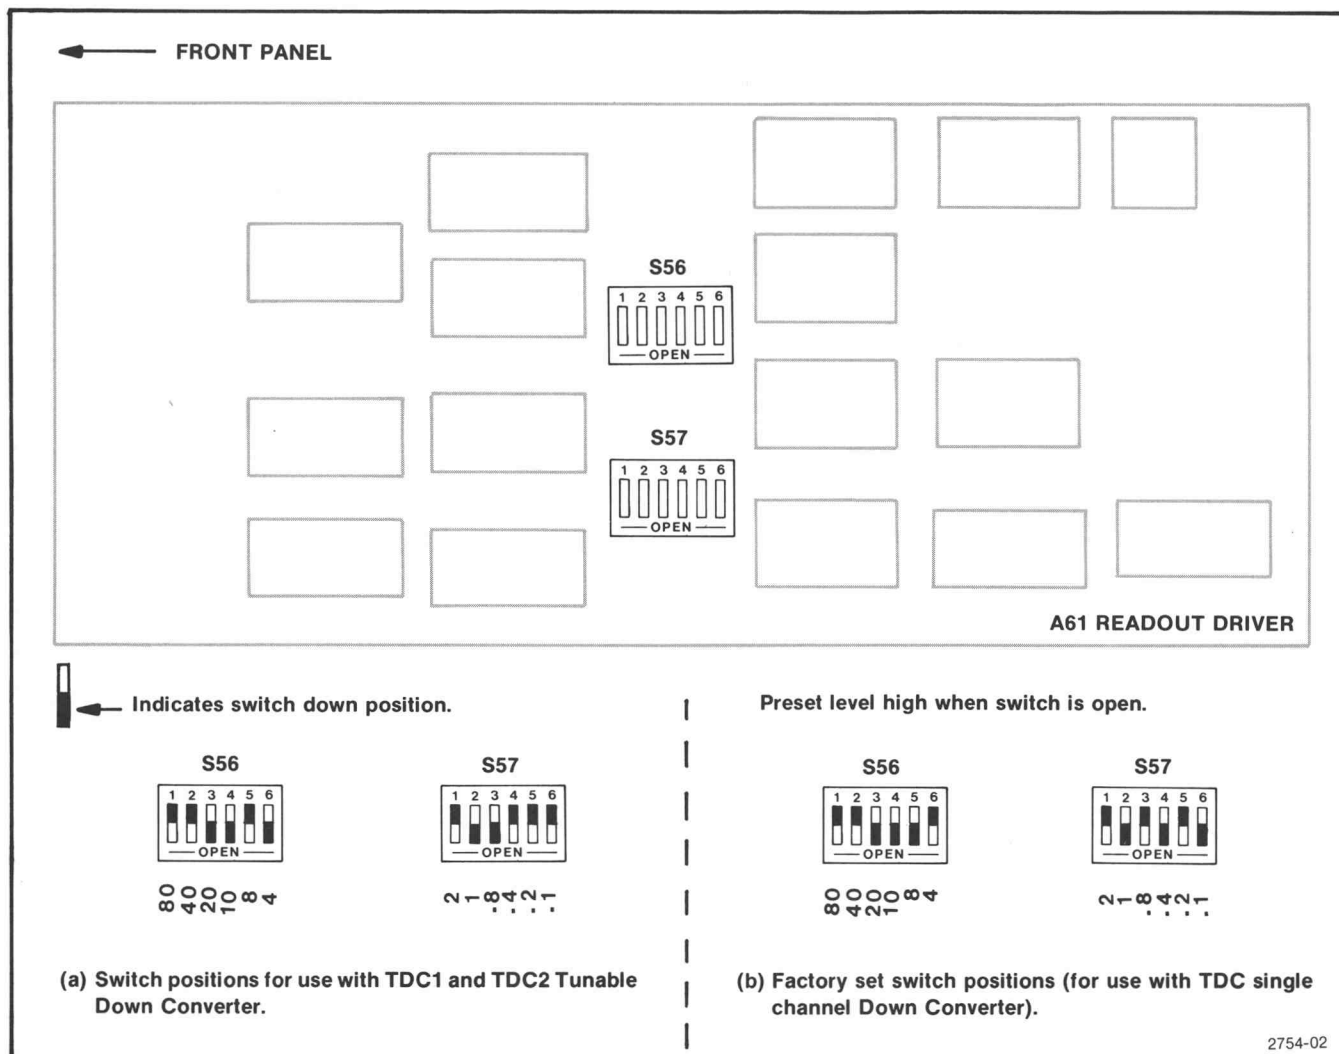 FRONT PANEL
S56
1 2 3 4 5 6
OPEN
S57
1 2 3 4 5 6
OPEN
A61 READOUT DRIVER
Indicates switch down position.
S56
1 2 3 4 5 6
OPEN
80 40 20 10 8 4
S57
1 2 3 4 5 6
OPEN
2 1 .8 .4 .2 .1
(a) Switch positions for use with TDC1 and TDC2 Tunable
Down Converter.
Preset level high when switch is open.
S56
1 2 3 4 5 6
OPEN
80 40 20 10 8 4
S57
1 2 3 4 5 6
OPEN
2 1 .8 .4 .2 .1
(b) Factory set switch positions (for use with TDC single
channel Down Converter).
2754-02